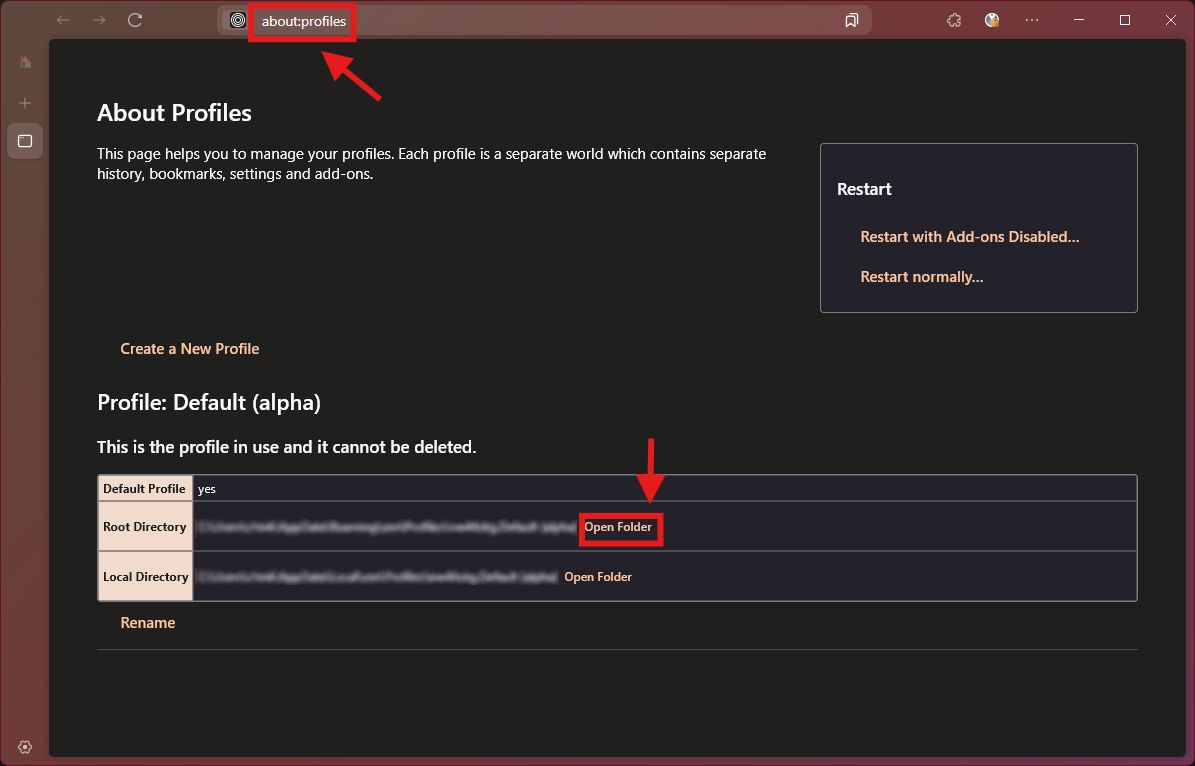 about:profiles
About Profiles
This page helps you to manage your profiles. Each profile is a separate world which contains separate
history, bookmarks, settings and add-ons.
Restart
Restart with Add-ons Disabled...
Restart normally...
Create a New Profile
Profile: Default (alpha)
This is the profile in use and it cannot be deleted.
Default Profile yes
Root Directory Open Folder
Local Directory Open Folder
Rename